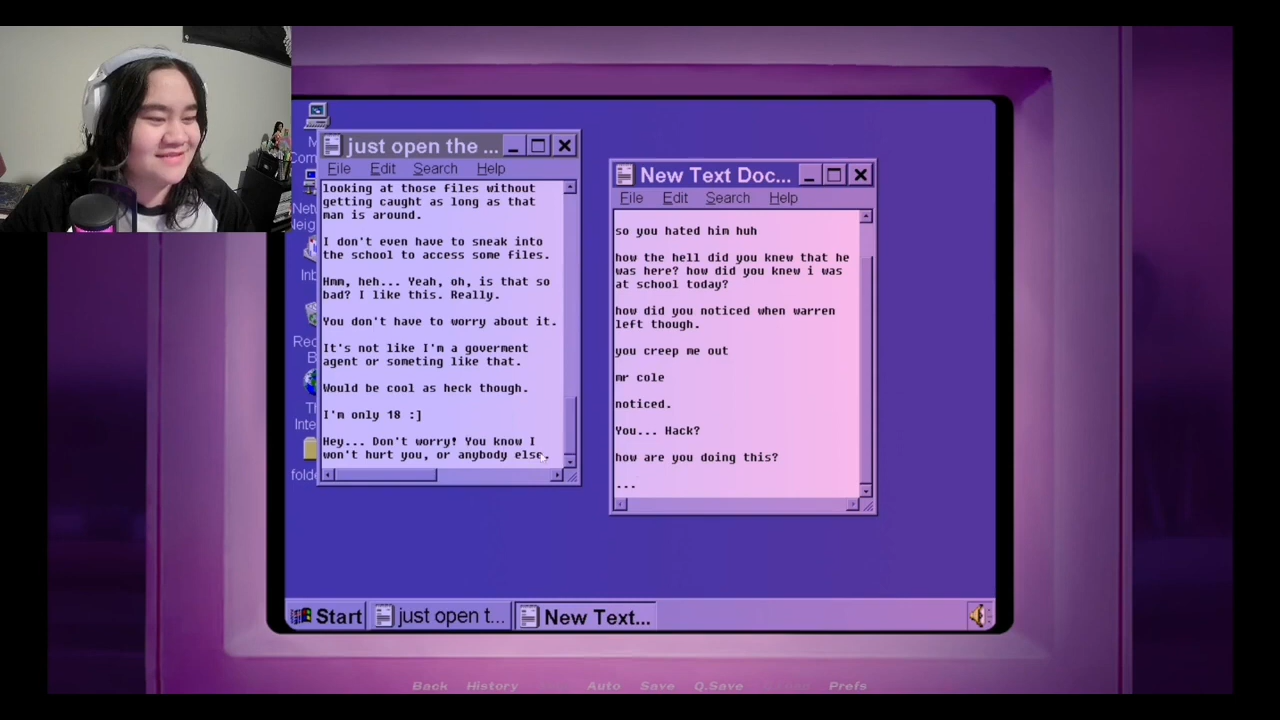 just open the ...
File Edit Search Help
looking at those files without
getting caught as long as that
man is around.
I don't even have to sneak into
the school to access some files.
Hmm, heh... Yeah, oh, is that so
bad? I like this. Really.
You don't have to worry about it.
It's not like I'm a goverment
agent or someting like that.
Would be cool as heck though.
I'm only 18 :]
Hey... Don't worry! You know I
won't hurt you, or anybody else.
New Text Doc...
File Edit Search Help
so you hated him huh
how the hell did you knew that he
was here? how did you knew i was
at school today?
how did you noticed when warren
left though.
you creep me out
mr cole
noticed.
You... Hack?
how are you doing this?
...
Start just open t... New Text...
Back History Auto Save Q.Save Prefs